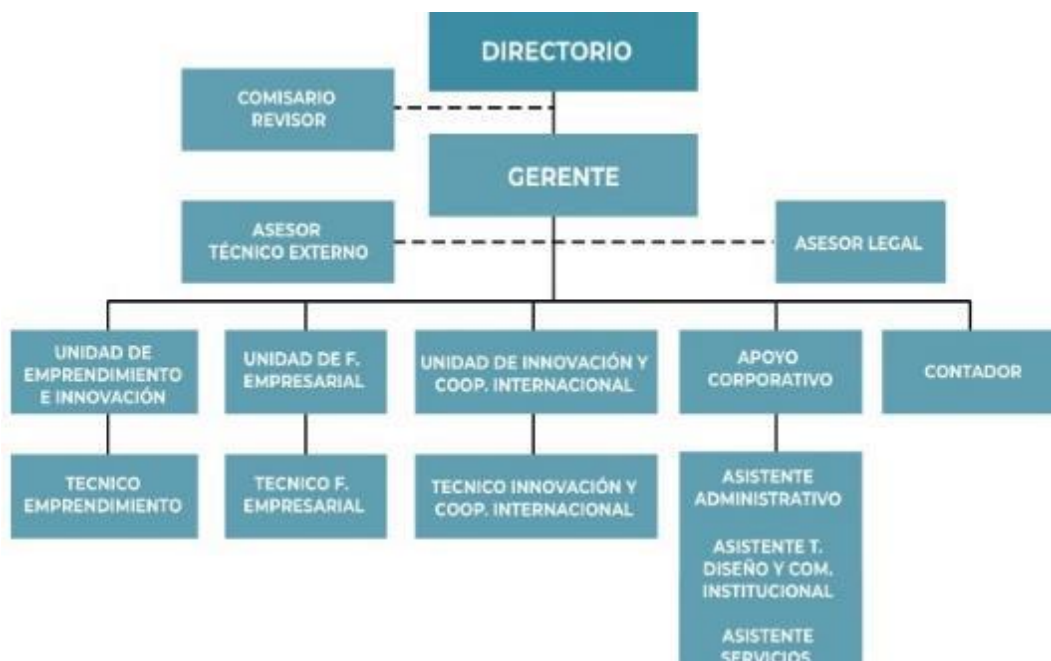 DIRECTORIO
COMISARIO
REVISOR
GERENTE
ASESOR
TÉCNICO EXTERNO
ASESOR LEGAL
UNIDAD DE
EMPRENDIMIENTO
E INNOVACIÓN
UNIDAD DE F.
EMPRESARIAL
UNIDAD DE INNOVACIÓN Y
COOP. INTERNACIONAL
APOYO
CORPORATIVO
CONTADOR
TECNICO
EMPRENDIMIENTO
TECNICO F.
EMPRESARIAL
TECNICO INNOVACIÓN Y
COOP. INTERNACIONAL
ASISTENTE
ADMINISTRATIVO
ASISTENTE T.
DISEÑO Y COM.
INSTITUCIONAL
ASISTENTE
SERVICIOS